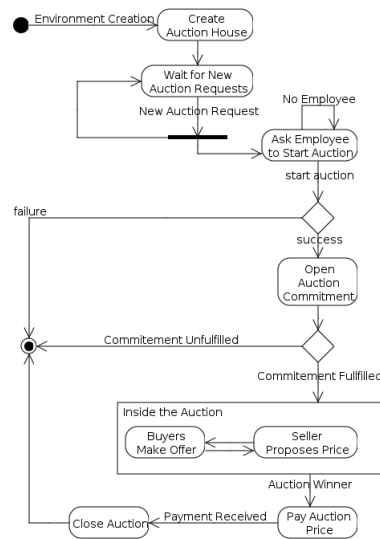 Environment Creation
Create
Auction House
Wait for New
Auction Requests
New Auction Request
No Employee
Ask Employee
to Start Auction
start auction
failure
success
Open
Auction
Commitment
Commitement Unfulfilled
Commitement Fullfilled
Inside the Auction
Buyers
Make Offer
Seller
Proposes Price
Auction Winner
Close Auction
Payment Received
Pay Auction
Price